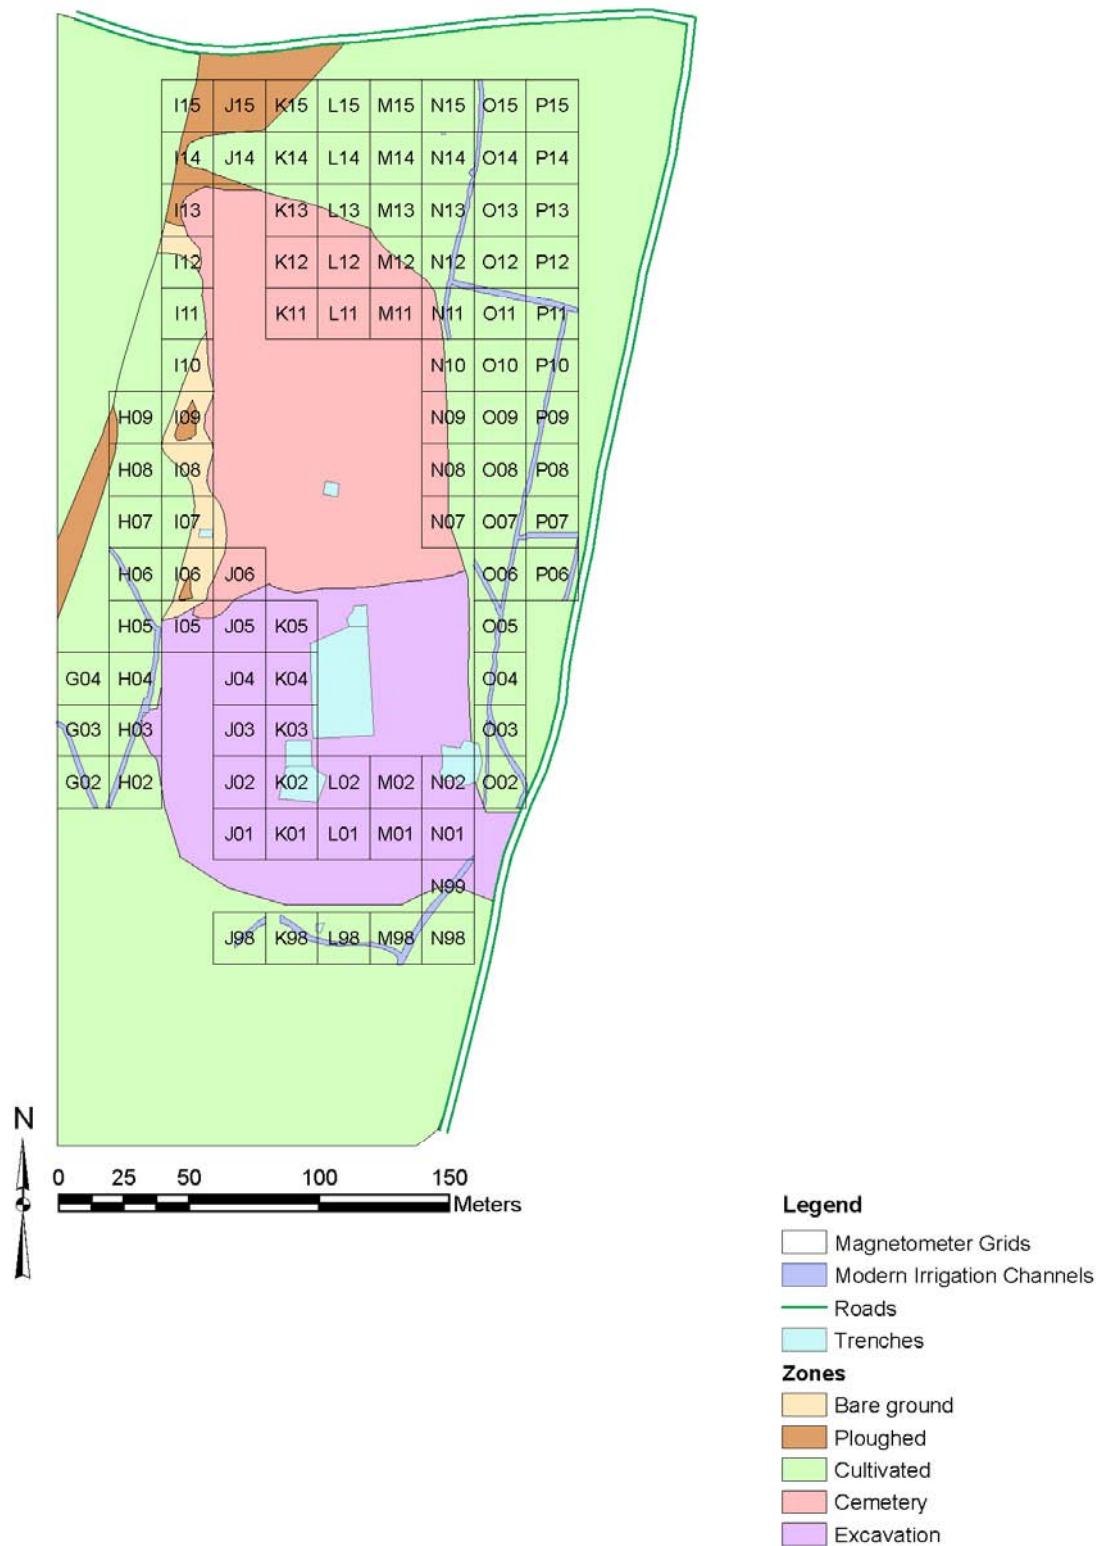 I15 J15 K15 L15 M15 N15 O15 P15
I14 J14 K14 L14 M14 N14 O14 P14
I13 K13 L13 M13 N13 O13 P13
I12 K12 L12 M12 N12 O12 P12
I11 K11 L11 M11 N11 O11 P11
I10 N10 O10 P10
H09 I09 N09 O09 P09
H08 I08 N08 O08 P08
H07 I07 N07 O07 P07
H06 I06 J06 O06 P06
H05 I05 J05 K05 O05
G04 H04 J04 K04 O04
G03 H03 J03 K03 O03
G02 H02 J02 K02 L02 M02 N02 O02
J01 K01 L01 M01 N01
N99
J98 K98 L98 M98 N98
N
0 25 50 100 150
Meters
Legend
Magnetometer Grids
Modern Irrigation Channels
Roads
Trenches
Zones
Bare ground
Ploughed
Cultivated
Cemetery
Excavation